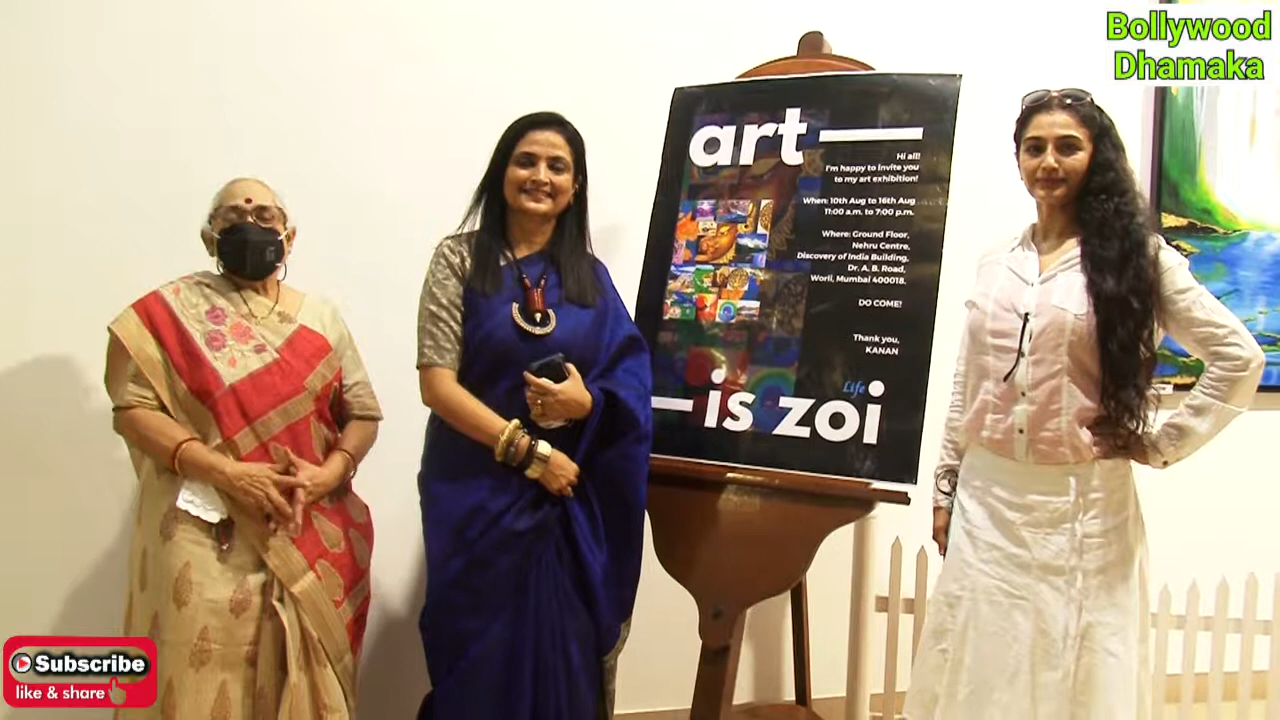 Bollywood
Dhamaka
art
Hi all!
I'm happy to invite you
to my art exhibition!
When: 10th Aug to 16th Aug
11:00 a.m. to 7:00 p.m.
Where: Ground Floor,
Nehru Centre,
Discovery of India Building,
Dr. A. B. Road,
Worli, Mumbai 400018.
DO COME!
Thank you,
KANAN
Life
is zoi
Subscribe
like & share